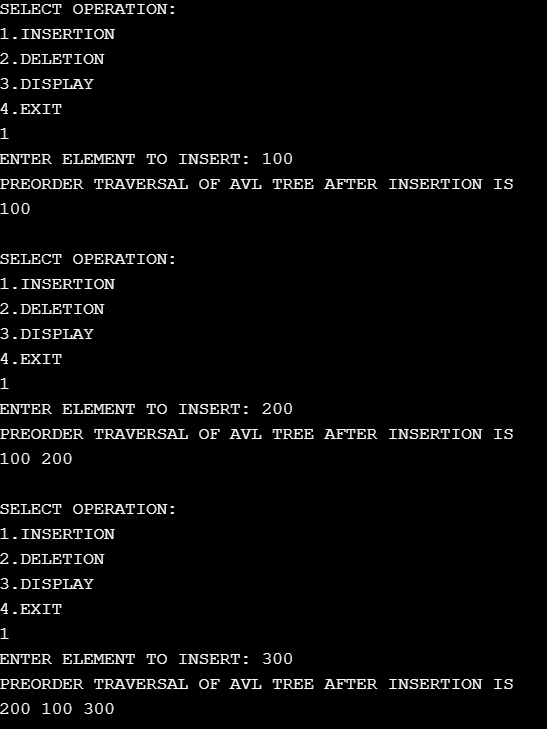 SELECT OPERATION:
1.INSERTION
2.DELETION
3.DISPLAY
4.EXIT
1
ENTER ELEMENT TO INSERT: 100
PREORDER TRAVERSAL OF AVL TREE AFTER INSERTION IS
100
SELECT OPERATION:
1.INSERTION
2.DELETION
3.DISPLAY
4.EXIT
1
ENTER ELEMENT TO INSERT: 200
PREORDER TRAVERSAL OF AVL TREE AFTER INSERTION IS
100 200
SELECT OPERATION:
1.INSERTION
2.DELETION
3.DISPLAY
4.EXIT
1
ENTER ELEMENT TO INSERT: 300
PREORDER TRAVERSAL OF AVL TREE AFTER INSERTION IS
200 100 300